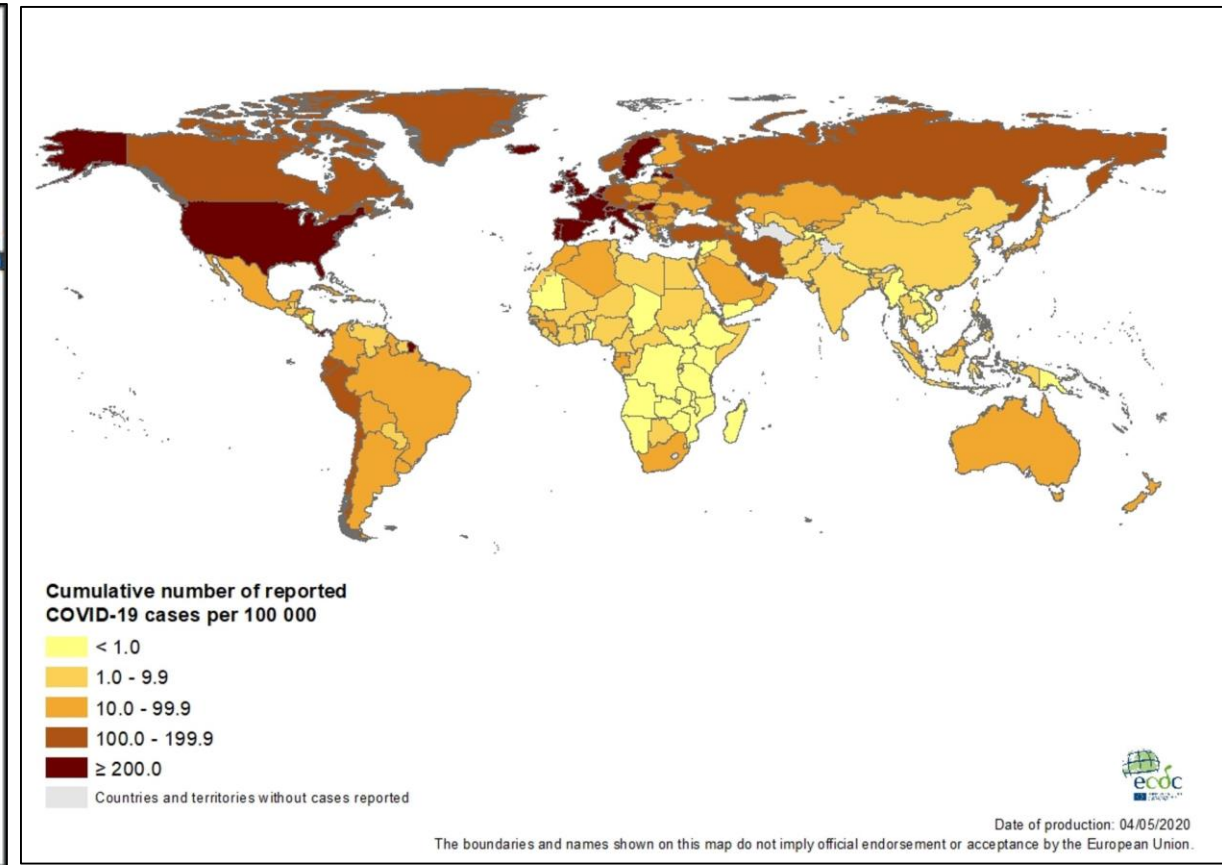 Cumulative number of reported
COVID-19 cases per 100 000
< 1.0
1.0 - 9.9
10.0 - 99.9
100.0 - 199.9
≥ 200.0
Countries and territories without cases reported
ecdc
Date of production: 04/05/2020
The boundaries and names shown on this map do not imply official endorsement or acceptance by the European Union.